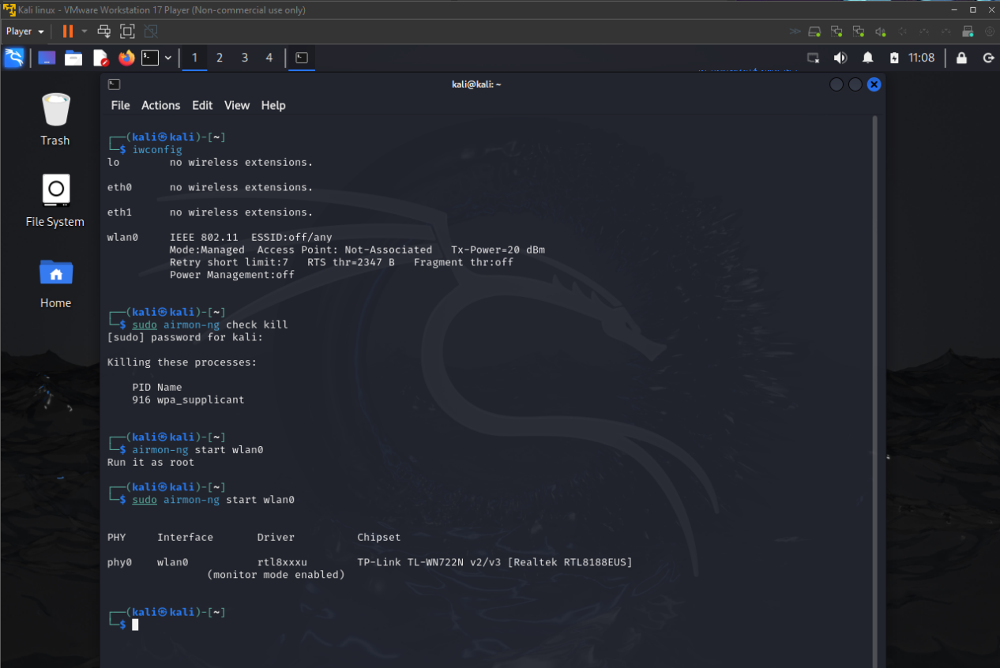 Kali linux - VMware Workstation 17 Player (Non-commercial use only)
Player
1 2 3 4 11:08
kali@kali: ~
File Actions Edit View Help
Trash
File System
Home
┌──(kali㉿kali)-[~]
└─$ iwconfig
lo        no wireless extensions.
eth0      no wireless extensions.
eth1      no wireless extensions.
wlan0     IEEE 802.11  ESSID:off/any
          Mode:Managed  Access Point: Not-Associated   Tx-Power=20 dBm
          Retry short limit:7   RTS thr=2347 B   Fragment thr:off
          Power Management:off
┌──(kali㉿kali)-[~]
└─$ sudo airmon-ng check kill
[sudo] password for kali:
Killing these processes:
    PID Name
    916 wpa_supplicant
┌──(kali㉿kali)-[~]
└─$ airmon-ng start wlan0
Run it as root
┌──(kali㉿kali)-[~]
└─$ sudo airmon-ng start wlan0
PHY     Interface       Driver          Chipset
phy0    wlan0           rtl8xxxu        TP-Link TL-WN722N v2/v3 [Realtek RTL8188EUS]
                (monitor mode enabled)
┌──(kali㉿kali)-[~]
└─$